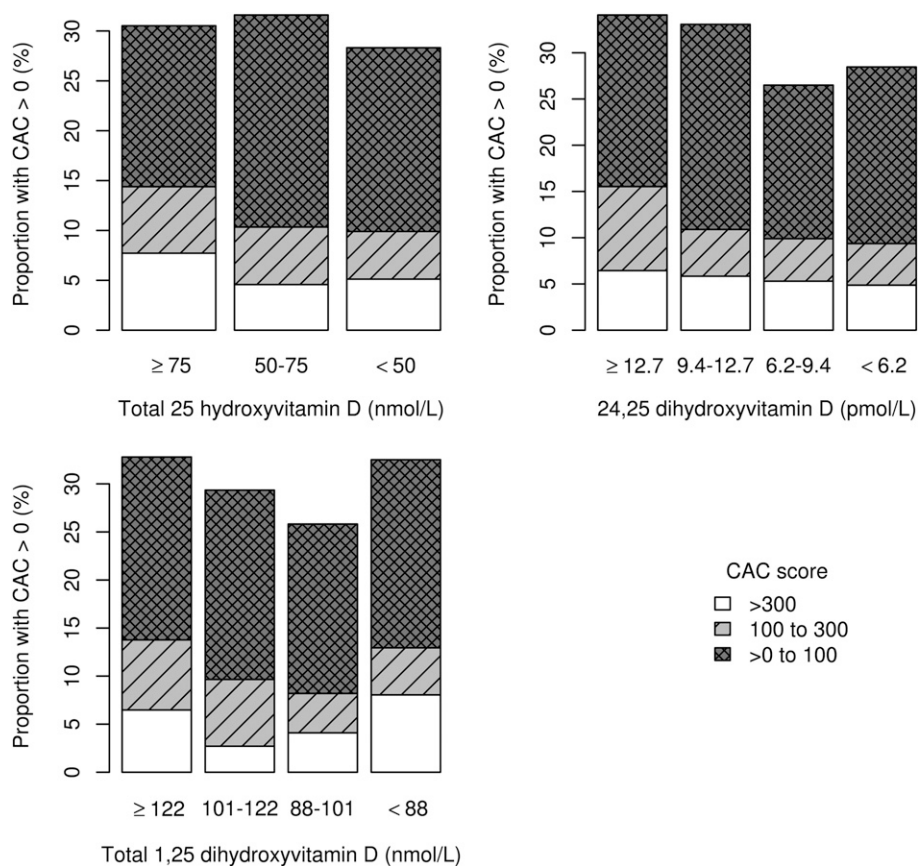 Proportion with CAC > 0 (%)
30
25
20
15
10
5
0
≥ 75 50-75 < 50
Total 25 hydroxyvitamin D (nmol/L)
Proportion with CAC > 0 (%)
30
25
20
15
10
5
0
≥ 12.7 9.4-12.7 6.2-9.4 < 6.2
24,25 dihydroxyvitamin D (pmol/L)
Proportion with CAC > 0 (%)
30
25
20
15
10
5
0
≥ 122 101-122 88-101 < 88
Total 1,25 dihydroxyvitamin D (nmol/L)
CAC score
>300
100 to 300
>0 to 100